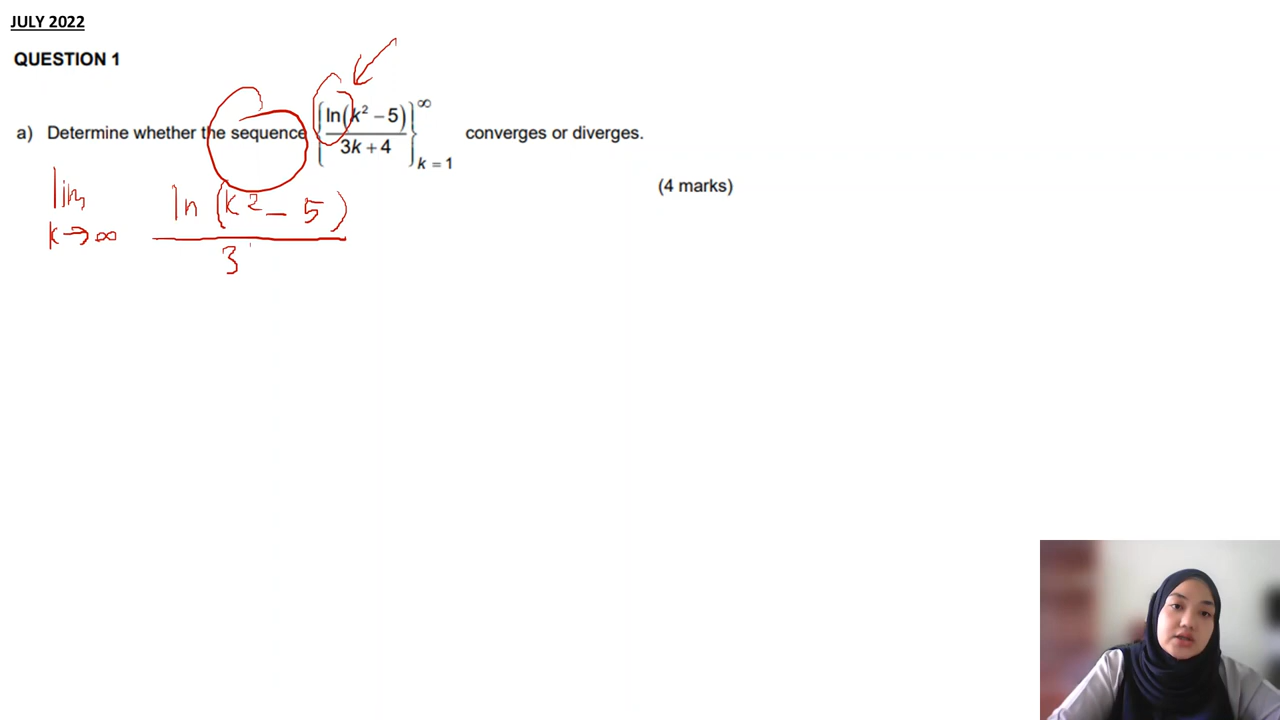 JULY 2022
QUESTION 1
a) Determine whether the sequence { ln(k² − 5) / 3k + 4 }^∞_k = 1 converges or diverges.
(4 marks)
lim k→∞ ln (k² − 5) / 3